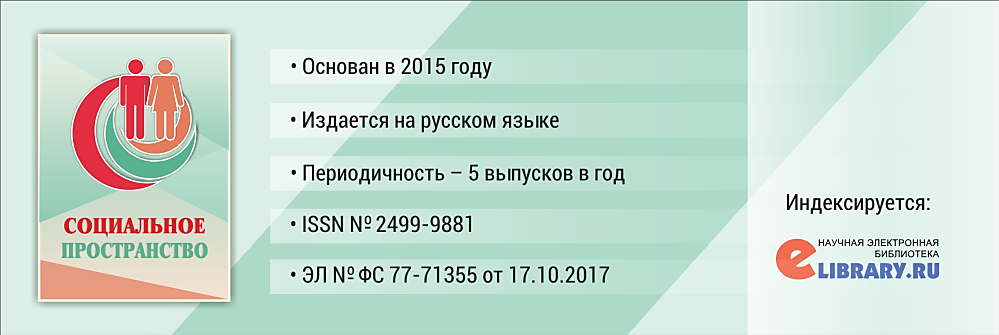 СОЦИАЛЬНОЕ
ПРОСТРАНСТВО
• Основан в 2015 году
• Издается на русском языке
• Периодичность – 5 выпусков в год
• ISSN № 2499-9881
• ЭЛ № ФС 77-71355 от 17.10.2017
Индексируется:
НАУЧНАЯ ЭЛЕКТРОННАЯ
БИБЛИОТЕКА
eLIBRARY.RU